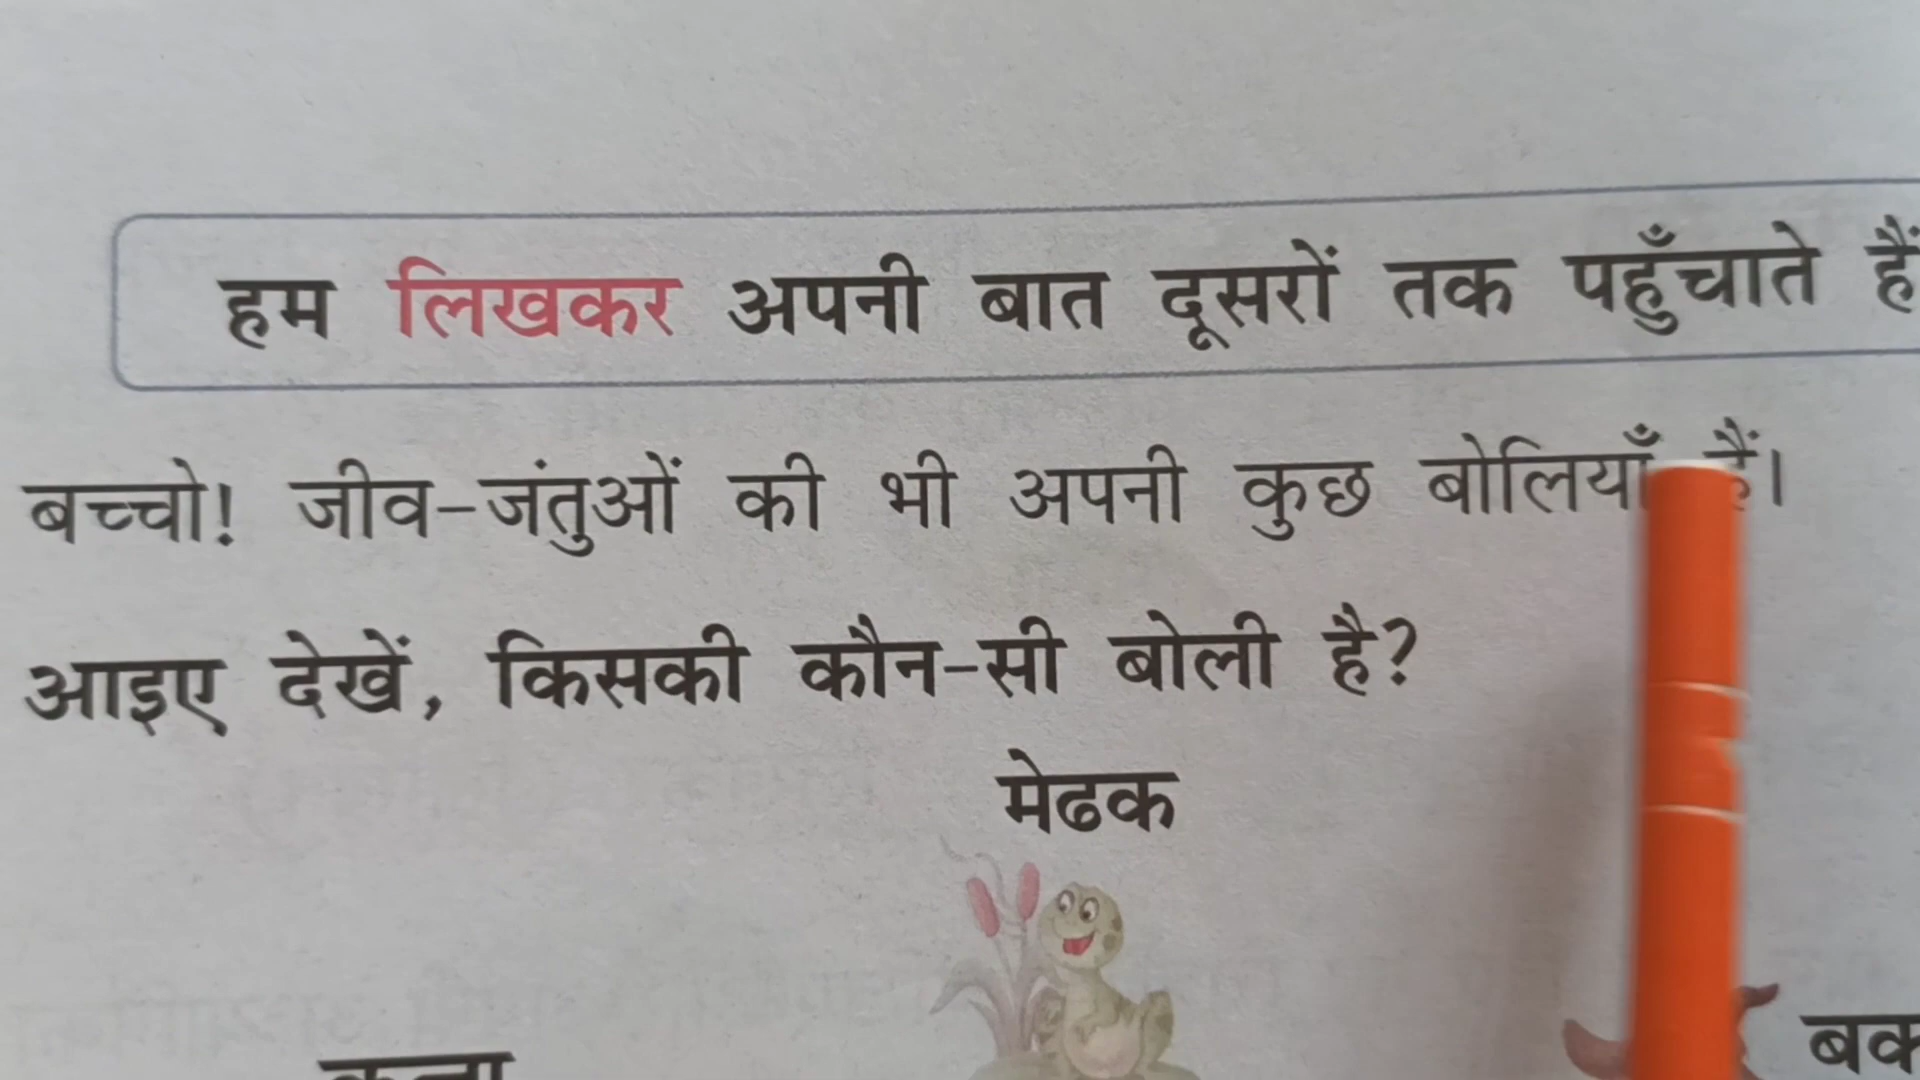 हम लिखकर अपनी बात दूसरों तक पहुँचाते हैं
बच्चो! जीव-जंतुओं की भी अपनी कुछ बोलियाँ हैं।
आइए देखें, किसकी कौन-सी बोली है?
मेढक